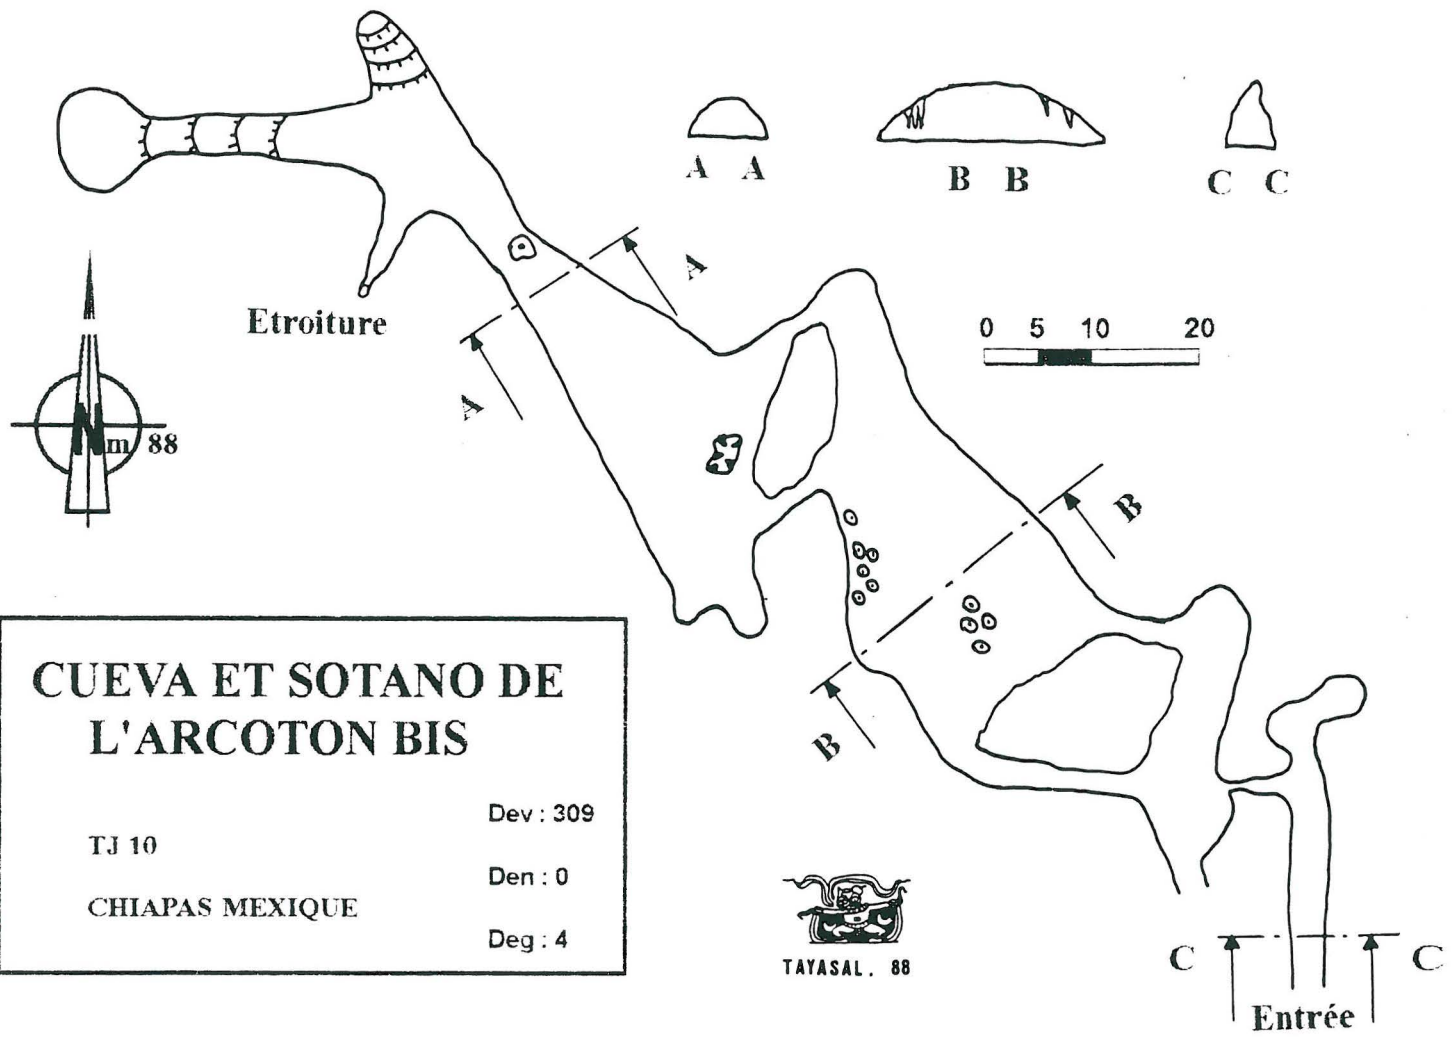 A A
B B
C C
A
A
Etroiture
0 5 10 20
Nm 88
B
B
CUEVA ET SOTANO DE
L'ARCOTON BIS
Dev : 309
TJ 10
Den : 0
CHIAPAS MEXIQUE
Deg : 4
TAYASAL. 88
C C
Entrée